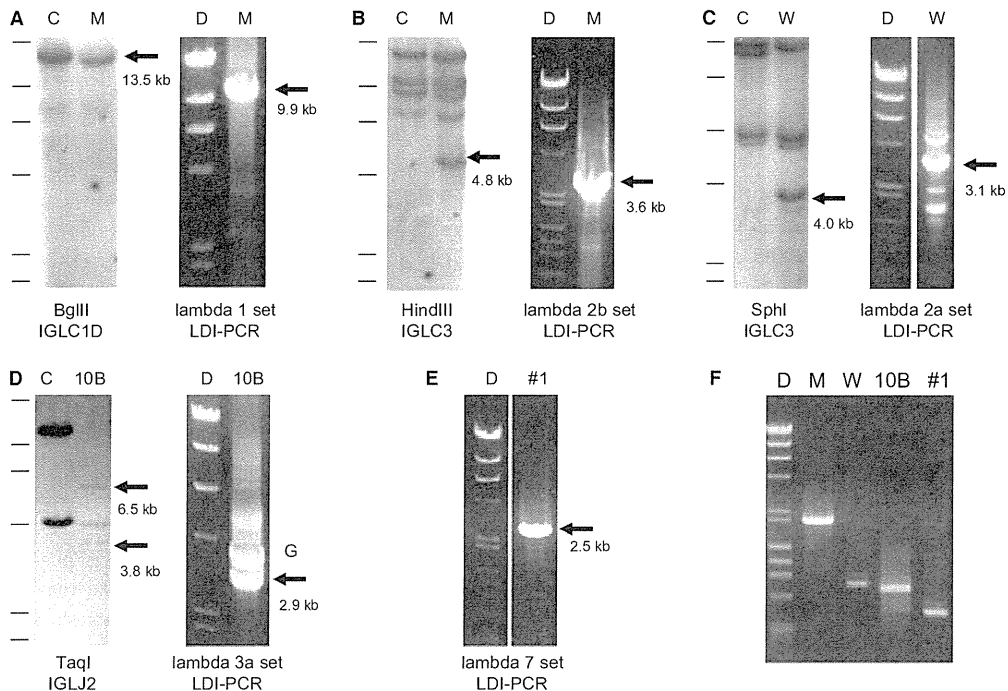 A C M D M
13.5 kb
9.9 kb
BglII
IGLC1D
lambda 1 set
LDI-PCR
B C M D M
4.8 kb
3.6 kb
HindIII
IGLC3
lambda 2b set
LDI-PCR
C C W D W
4.0 kb
3.1 kb
SphI
IGLC3
lambda 2a set
LDI-PCR
D C 10B D 10B
6.5 kb
3.8 kb
G
2.9 kb
TaqI
IGLJ2
lambda 3a set
LDI-PCR
E D #1
2.5 kb
lambda 7 set
LDI-PCR
F D M W 10B #1